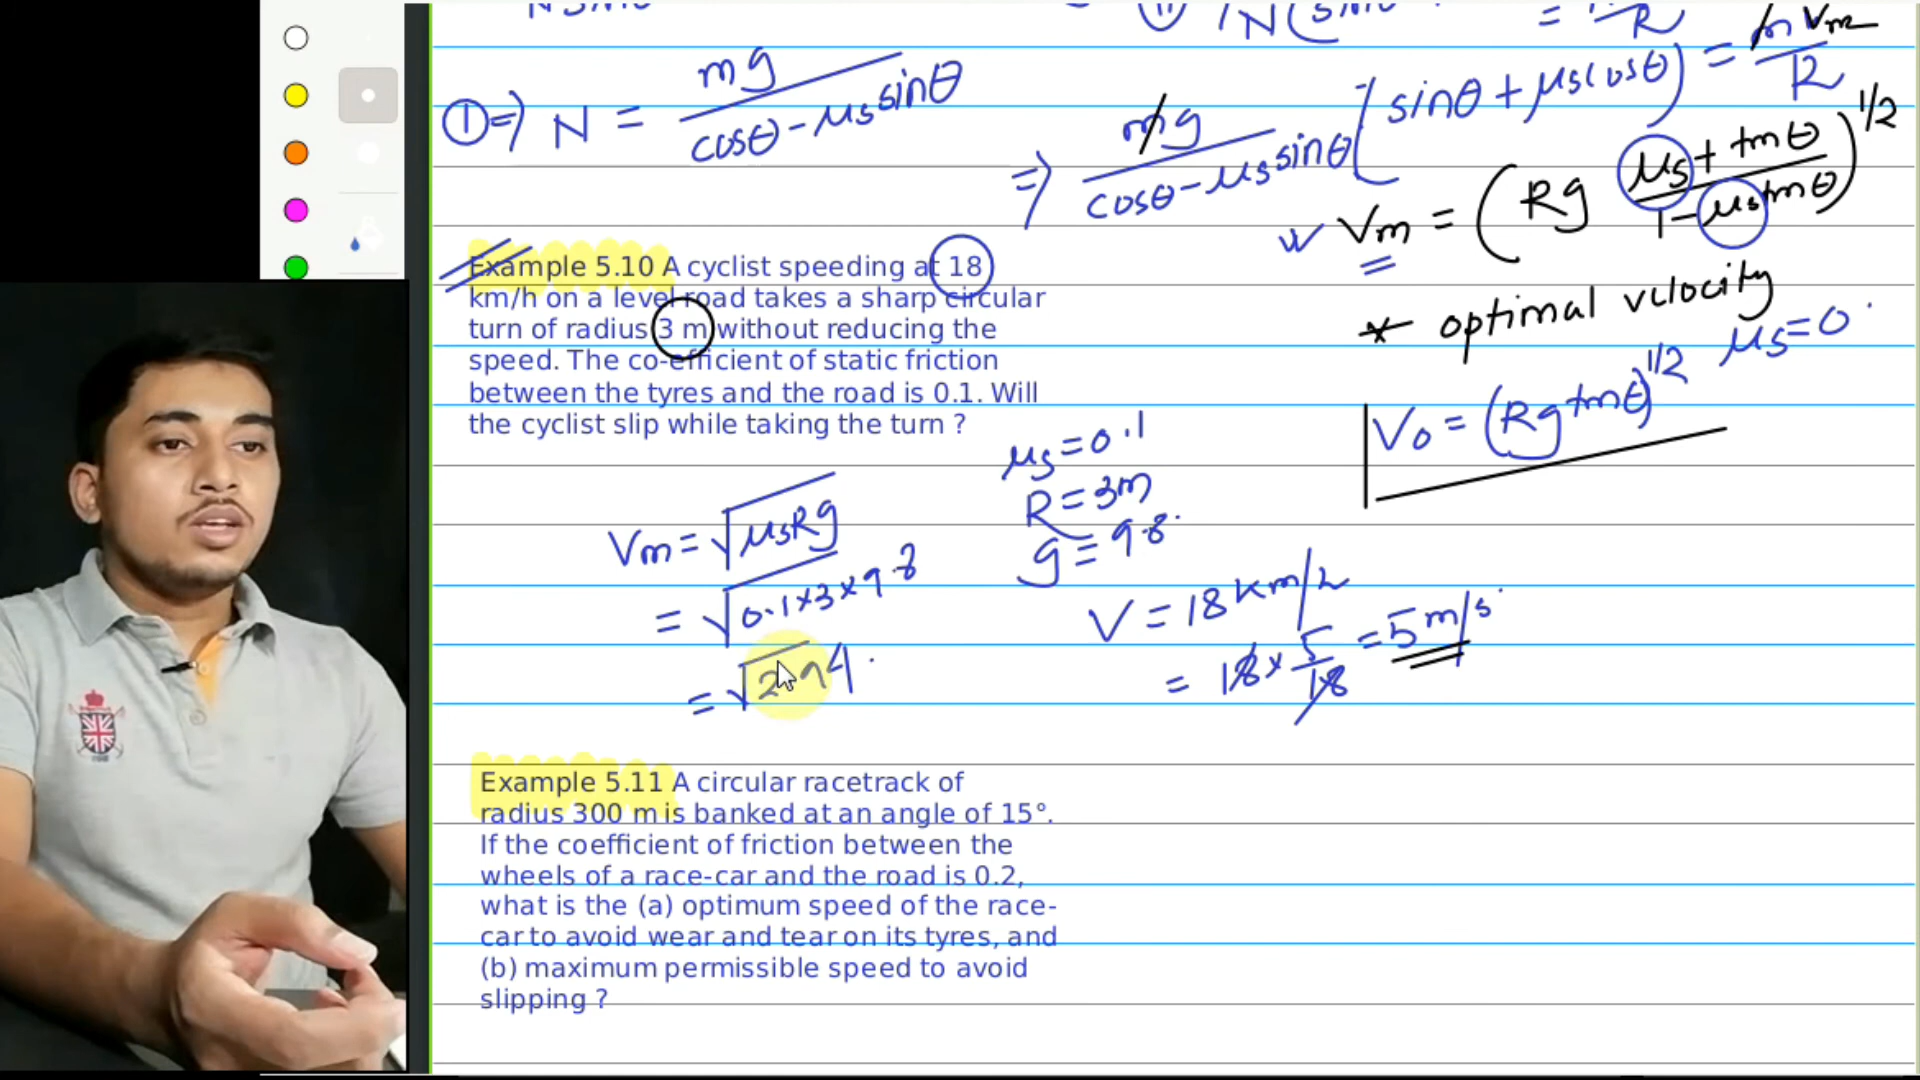 ① ⇒ N = mg / cosθ - μs sinθ
⇒ mg / cosθ - μs sinθ [ sinθ + μs cosθ ) = m Vm / R
Vm = ( Rg μs + tanθ / 1 - μs tanθ )^1/2
* optimal velocity
μs = 0
V0 = (Rg tanθ)^1/2
Example 5.10 A cyclist speeding at 18
km/h on a level road takes a sharp circular
turn of radius 3 m without reducing the
speed. The co-efficient of static friction
between the tyres and the road is 0.1. Will
the cyclist slip while taking the turn ?
μs = 0.1
R = 3m
g = 9.8
Vm = √μsRg
= √0.1×3×9.8
= √2.94
V = 18 km/h
= 18 × 5/18 = 5 m/s
Example 5.11 A circular racetrack of
radius 300 m is banked at an angle of 15°.
If the coefficient of friction between the
wheels of a race-car and the road is 0.2,
what is the (a) optimum speed of the race-
car to avoid wear and tear on its tyres, and
(b) maximum permissible speed to avoid
slipping ?